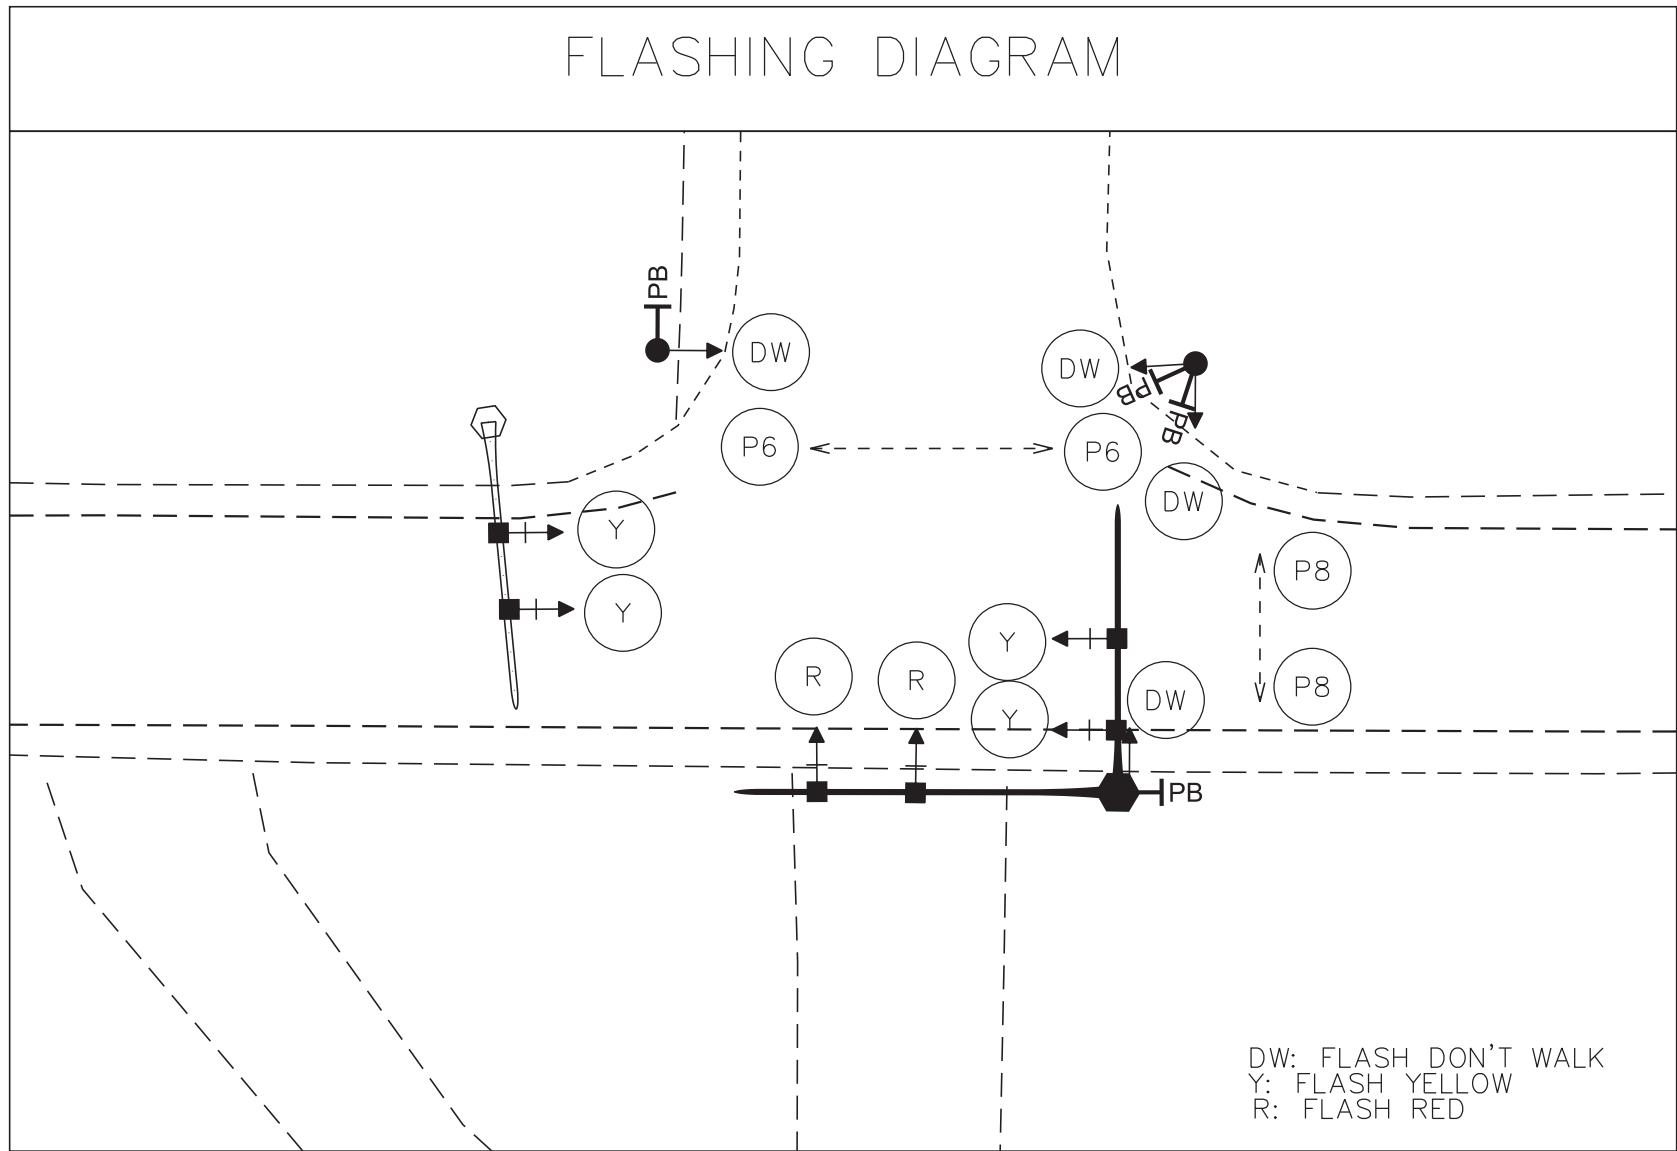 FLASHING DIAGRAM
PB
DW
DW
PB
PB
P6
P6
DW
Y
P8
Y
Y
R
R
P8
DW
Y
PB
DW: FLASH DON'T WALK
Y: FLASH YELLOW
R: FLASH RED